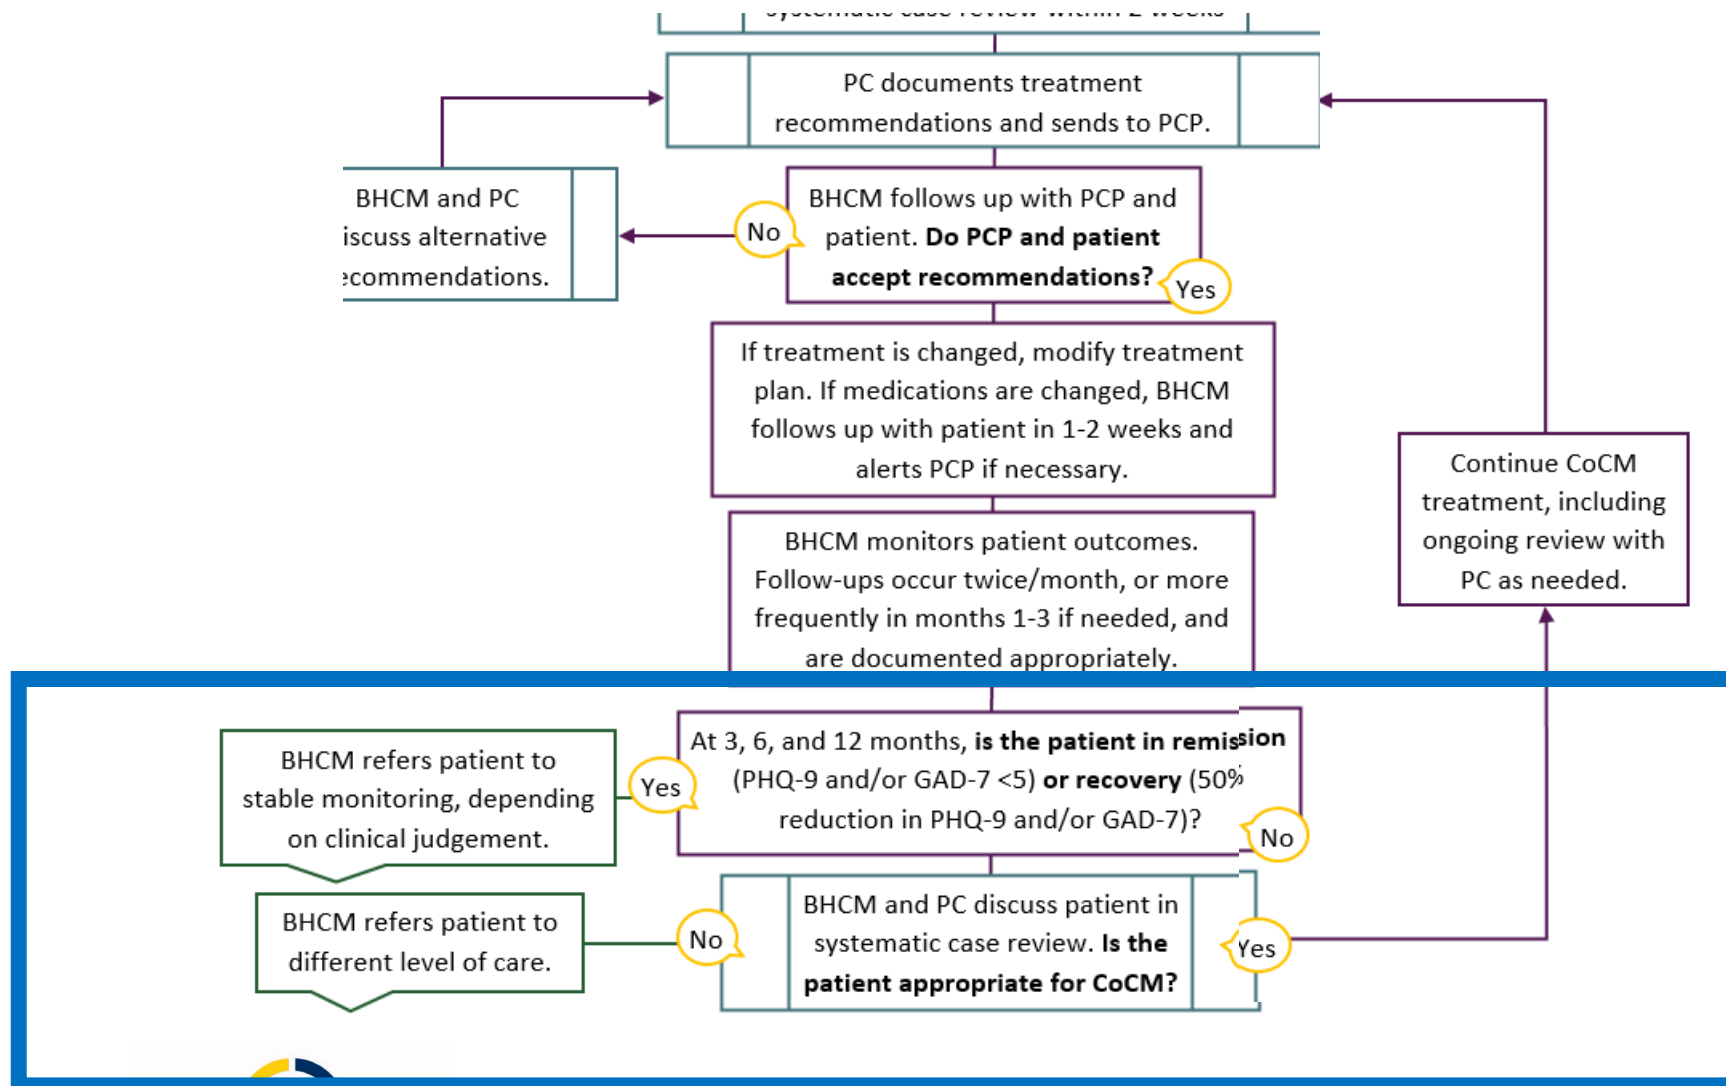 PC documents treatment
recommendations and sends to PCP.
BHCM and PC
iscuss alternative
ecommendations.
No
BHCM follows up with PCP and
patient. Do PCP and patient
accept recommendations?
Yes
If treatment is changed, modify treatment
plan. If medications are changed, BHCM
follows up with patient in 1-2 weeks and
alerts PCP if necessary.
Continue CoCM
treatment, including
ongoing review with
PC as needed.
BHCM monitors patient outcomes.
Follow-ups occur twice/month, or more
frequently in months 1-3 if needed, and
are documented appropriately.
BHCM refers patient to
stable monitoring, depending
on clinical judgement.
Yes
At 3, 6, and 12 months, is the patient in remission
(PHQ-9 and/or GAD-7 <5) or recovery (50%
reduction in PHQ-9 and/or GAD-7)?
No
BHCM refers patient to
different level of care.
No
BHCM and PC discuss patient in
systematic case review. Is the
patient appropriate for CoCM?
Yes